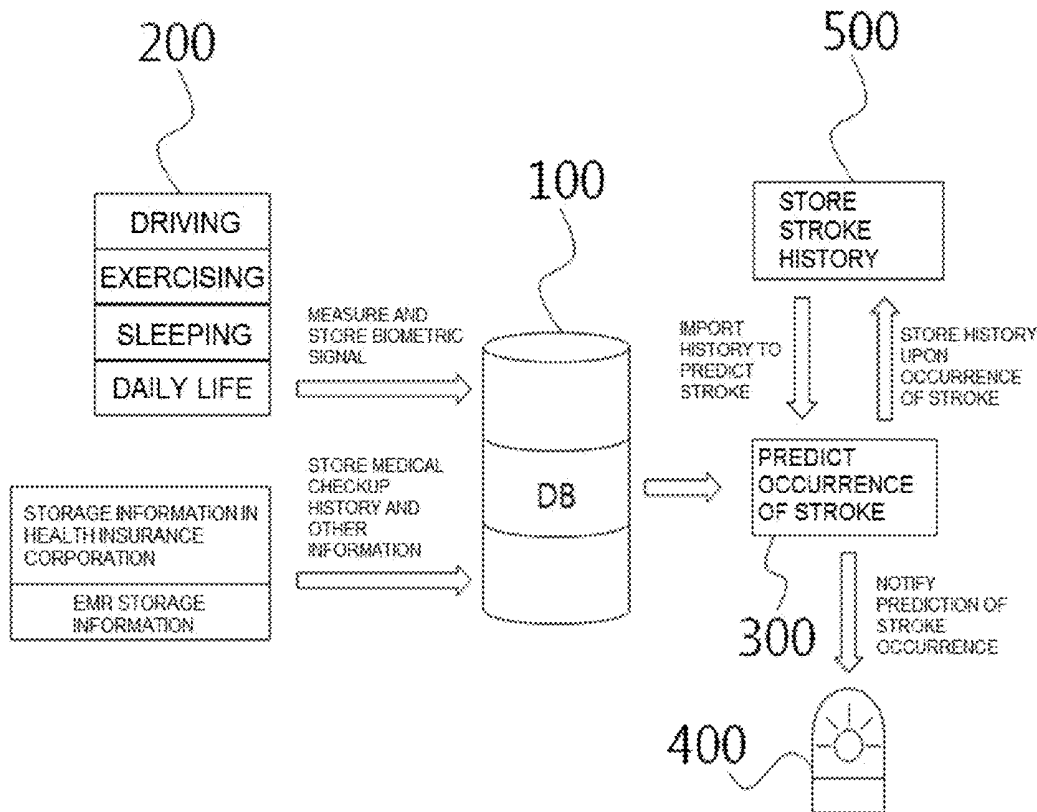 200
500
100
DRIVING
EXERCISING
SLEEPING
DAILY LIFE
MEASURE AND
STORE BIOMETRIC
SIGNAL
STORE
STROKE
HISTORY
IMPORT
HISTORY TO
PREDICT
STROKE
STORE HISTORY
UPON
OCCURRENCE
OF STROKE
STORAGE INFORMATION IN
HEALTH INSURANCE
CORPORATION
EMR STORAGE
INFORMATION
STORE MEDICAL
CHECKUP
HISTORY AND
OTHER
INFORMATION
DB
PREDICT
OCCURRENCE
OF STROKE
300
NOTIFY
PREDICTION OF
STROKE
OCCURRENCE
400